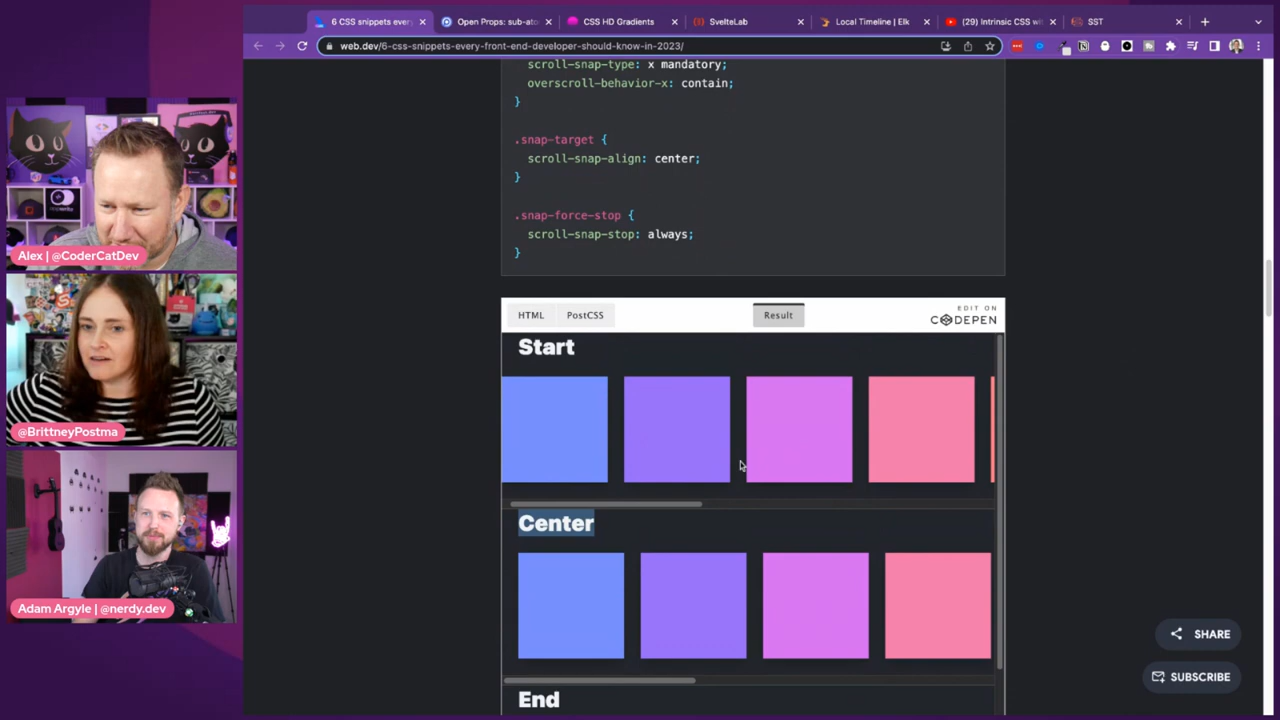 6 CSS snippets every
Open Props: sub-ato
CSS HD Gradients
SvelteLab
Local Timeline | Elk
(29) Intrinsic CSS wi
SST
web.dev/6-css-snippets-every-front-end-developer-should-know-in-2023/
scroll-snap-type: x mandatory;
overscroll-behavior-x: contain;
}
.snap-target {
scroll-snap-align: center;
}
.snap-force-stop {
scroll-snap-stop: always;
}
HTML
PostCSS
Result
EDIT ON
CODEPEN
Start
Center
End
SHARE
SUBSCRIBE
Alex | @CoderCatDev
@BrittneyPostma
Adam Argyle | @nerdy.dev